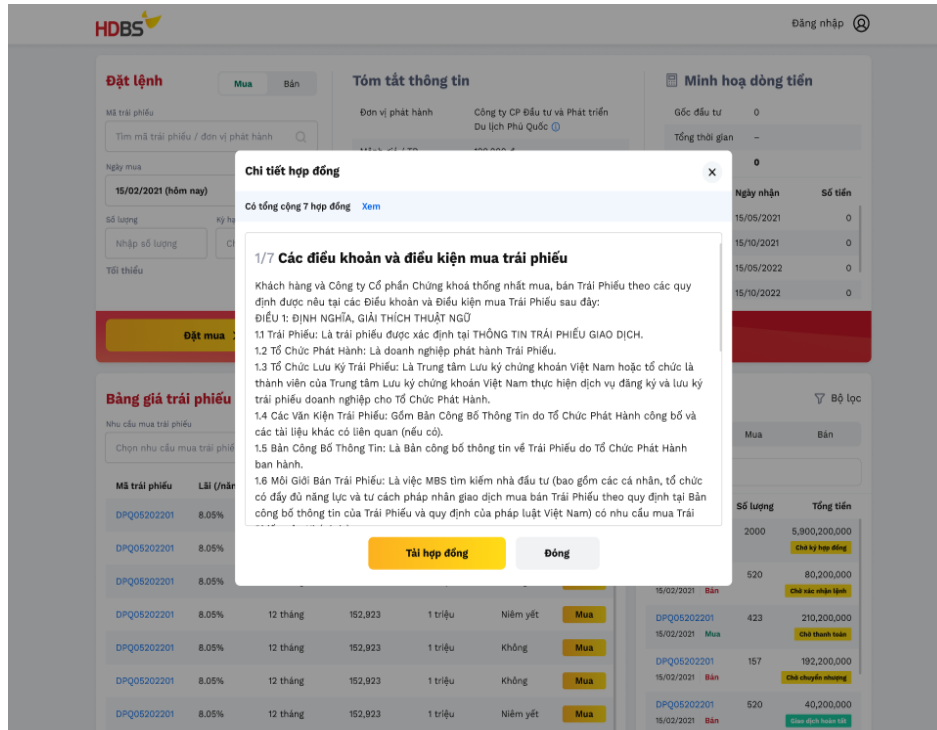 HDBS
Đăng nhập
Đặt lệnh
Mua
Bán
Mã trái phiếu
Tìm mã trái phiếu / đơn vị phát hành
Ngày mua
15/02/2021 (hôm nay)
Số lượng
Kỳ hạ
Nhập số lượng
Tối thiểu
Đặt mua
Tóm tắt thông tin
Đơn vị phát hành
Công ty CP Đầu tư và Phát triển
Du lịch Phú Quốc
Minh hoạ dòng tiền
Gốc đầu tư 0
Tổng thời gian –
0
Ngày nhận Số tiền
15/05/2021 0
15/10/2021 0
15/05/2022 0
15/10/2022 0
Chi tiết hợp đồng
Có tổng cộng 7 hợp đồng Xem
1/7 Các điều khoản và điều kiện mua trái phiếu
Khách hàng và Công ty Cổ phần Chứng khoá thống nhất mua, bán Trái Phiếu theo các quy
định được nêu tại các Điều khoản và Điều kiện mua Trái Phiếu sau đây:
ĐIỀU 1: ĐỊNH NGHĨA, GIẢI THÍCH THUẬT NGỮ
1.1 Trái Phiếu: Là trái phiếu được xác định tại THÔNG TIN TRÁI PHIẾU GIAO DỊCH.
1.2 Tổ Chức Phát Hành: Là doanh nghiệp phát hành Trái Phiếu.
1.3 Tổ Chức Lưu Ký Trái Phiếu: Là Trung tâm Lưu ký chứng khoán Việt Nam hoặc tổ chức là
thành viên của Trung tâm Lưu ký chứng khoán Việt Nam thực hiện dịch vụ đăng ký và lưu ký
trái phiếu doanh nghiệp cho Tổ Chức Phát Hành.
1.4 Các Văn Kiện Trái Phiếu: Gồm Bản Công Bố Thông Tin do Tổ Chức Phát Hành công bố và
các tài liệu khác có liên quan (nếu có).
1.5 Bản Công Bố Thông Tin: Là Bản công bố thông tin về Trái Phiếu do Tổ Chức Phát Hành
ban hành.
1.6 Môi Giới Bán Trái Phiếu: Là việc MBS tìm kiếm nhà đầu tư (bao gồm các cá nhân, tổ chức
có đầy đủ năng lực và tư cách pháp nhân giao dịch mua bán Trái Phiếu theo quy định tại Bản
công bố thông tin của Trái Phiếu và quy định của pháp luật Việt Nam) có nhu cầu mua Trái
Tải hợp đồng
Đóng
Bảng giá trái phiếu
Nhu cầu mua trái phiếu
Chọn nhu cầu mua trái phiế
Mã trái phiếu Lãi (/năm
DPQ05202201 8.05%
DPQ05202201 8.05%
DPQ05202201 8.05%
DPQ05202201 8.05% 12 tháng 152,923 1 triệu Niêm yết Mua
DPQ05202201 8.05% 12 tháng 152,923 1 triệu Không Mua
DPQ05202201 8.05% 12 tháng 152,923 1 triệu Không Mua
DPQ05202201 8.05% 12 tháng 152,923 1 triệu Niêm yết Mua
Bộ lọc
Mua Bán
Số lượng Tổng tiền
2000 5,900,200,000
Chờ ký hợp đồng
520 80,200,000
15/02/2021 Bán Chờ xác nhận lệnh
DPQ05202201 423 210,200,000
15/02/2021 Mua Chờ thanh toán
DPQ05202201 157 192,200,000
15/02/2021 Bán Chờ chuyển nhượng
DPQ05202201 520 40,200,000
15/02/2021 Bán Giao dịch hoàn tất